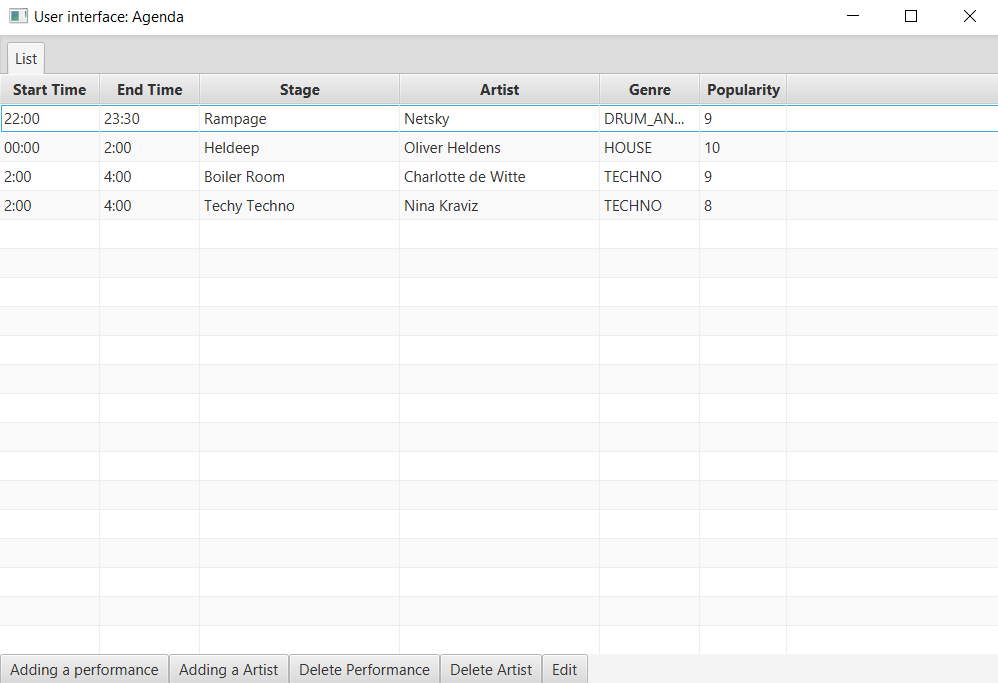 User interface: Agenda
List
Start Time End Time Stage Artist Genre Popularity
22:00 23:30 Rampage Netsky DRUM_AN... 9
00:00 2:00 Heldeep Oliver Heldens HOUSE 10
2:00 4:00 Boiler Room Charlotte de Witte TECHNO 9
2:00 4:00 Techy Techno Nina Kraviz TECHNO 8
Adding a performance Adding a Artist Delete Performance Delete Artist Edit